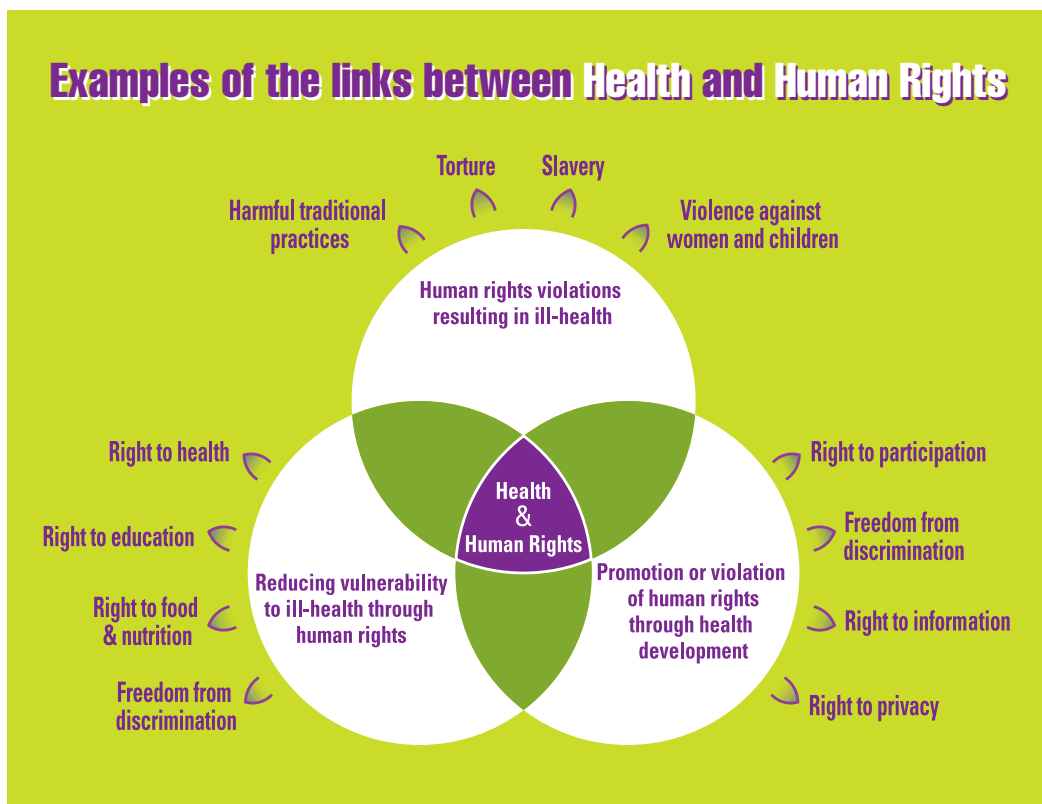 Examples of the links between Health and Human Rights
Torture
Slavery
Harmful traditional
practices
Violence against
women and children
Human rights violations
resulting in ill-health
Right to health
Right to education
Right to food
& nutrition
Freedom from
discrimination
Reducing vulnerability
to ill-health through
human rights
Health
&
Human Rights
Promotion or violation
of human rights
through health
development
Right to participation
Freedom from
discrimination
Right to information
Right to privacy